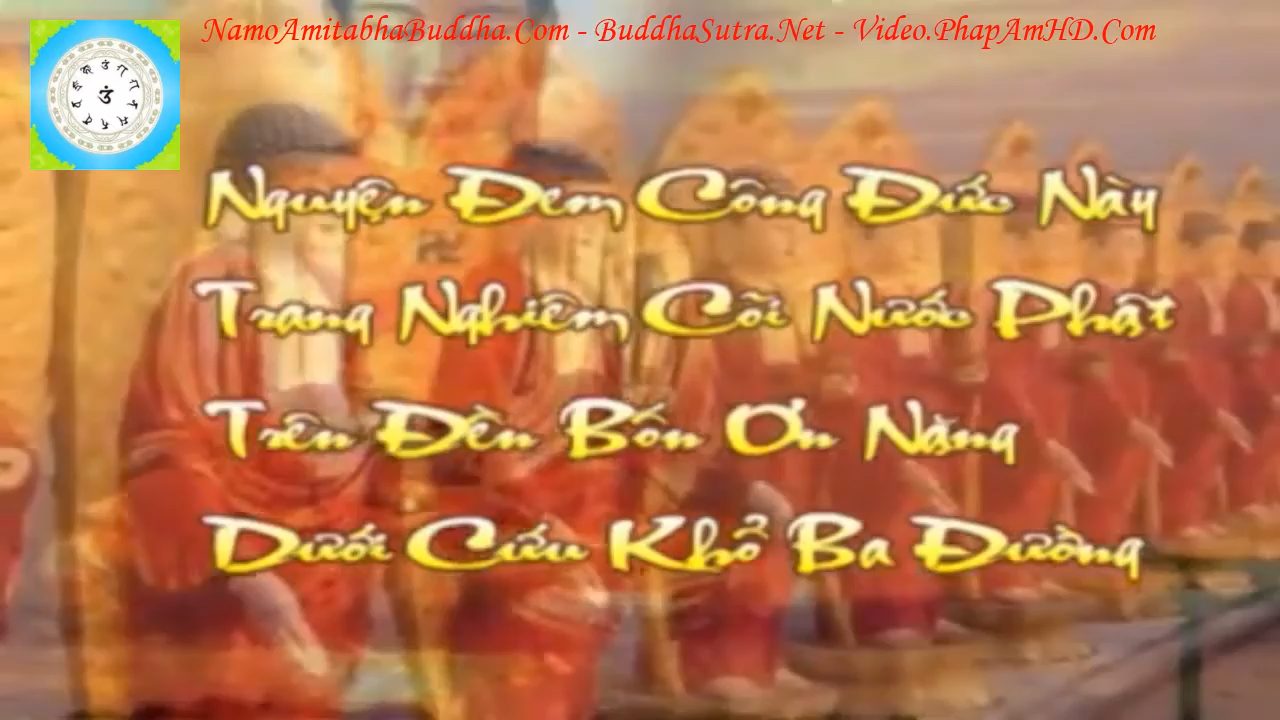 NamoAmitabhaBuddha.Com - BuddhaSutra.Net - Video.PhapAmHD.Com
Nguyện Đem Công Đức Này
Trang Nghiêm Cõi Nước Phật
Trên Đền Bốn Ơn Nặng
Dưới Cứu Khổ Ba Đường